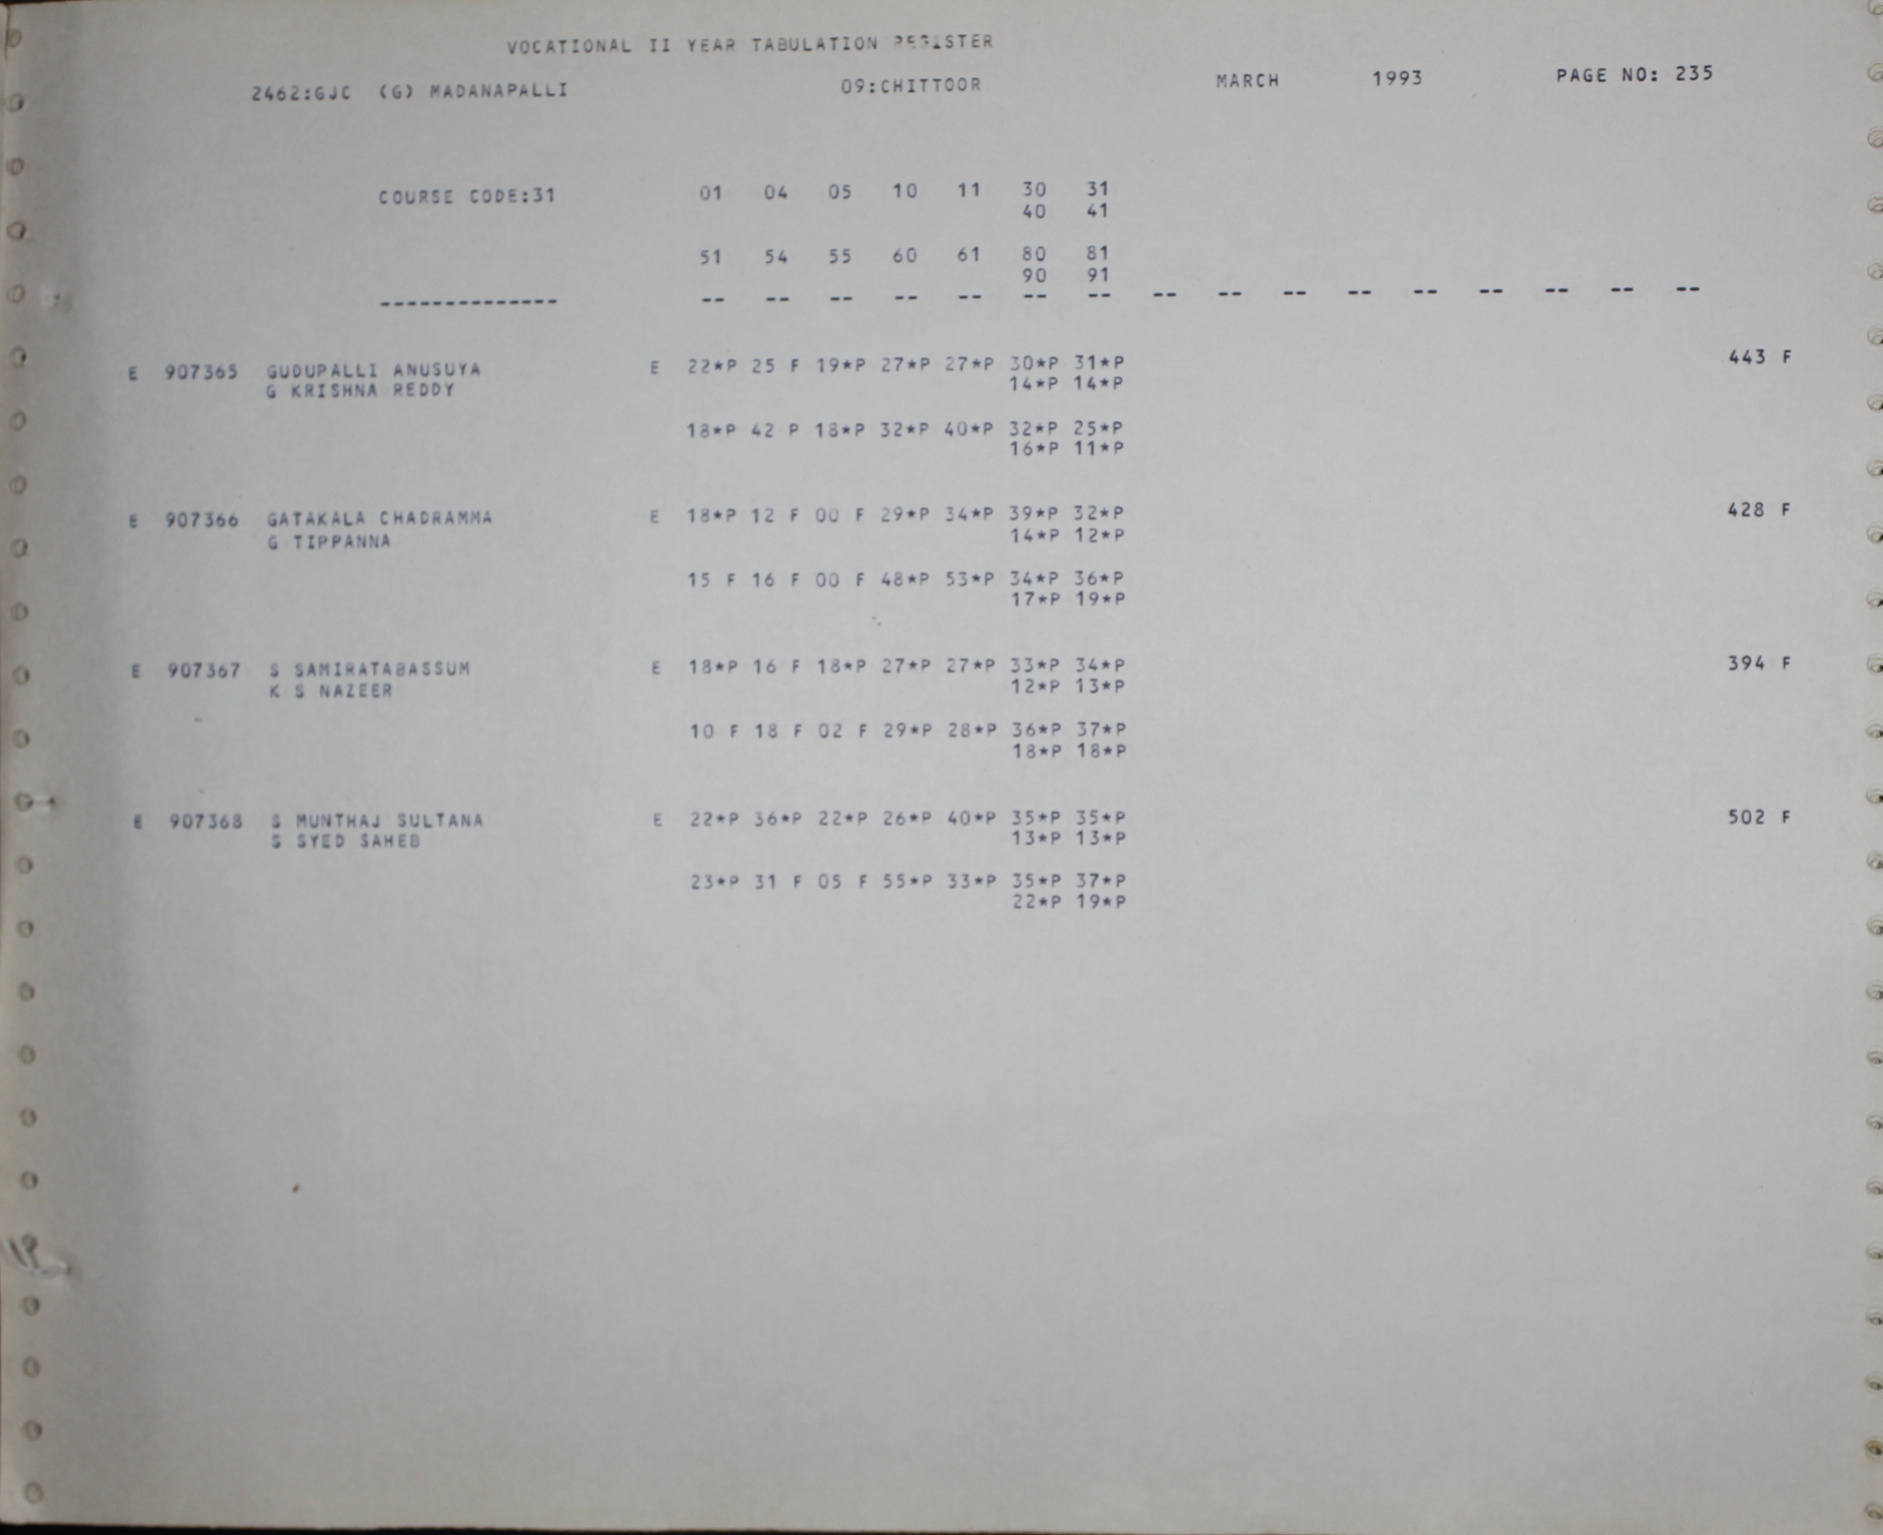 VOCATIONAL II YEAR TABULATION REGISTER
2462:GJC (G) MADANAPALLI 09:CHITTOOR MARCH 1993 PAGE NO: 235
COURSE CODE:31 01 04 05 10 11 30 31
40 41
51 54 55 60 61 80 81
90 91
-------------- -- -- -- -- -- -- -- -- -- -- -- -- -- -- -- --
E 907365 GUDUPALLI ANUSUYA E 22*P 25 F 19*P 27*P 27*P 30*P 31*P 443 F
G KRISHNA REDDY 14*P 14*P
18*P 42 P 18*P 32*P 40*P 32*P 25*P
16*P 11*P
E 907366 GATAKALA CHADRAMMA E 18*P 12 F 00 F 29*P 34*P 39*P 32*P 428 F
G TIPPANNA 14*P 12*P
15 F 16 F 00 F 48*P 53*P 34*P 36*P
17*P 19*P
E 907367 S SAMIRATABASSUM E 18*P 16 F 18*P 27*P 27*P 33*P 34*P 394 F
K S NAZEER 12*P 13*P
10 F 18 F 02 F 29*P 28*P 36*P 37*P
18*P 18*P
E 907368 S MUNTHAJ SULTANA E 22*P 36*P 22*P 26*P 40*P 35*P 35*P 502 F
S SYED SAHEB 13*P 13*P
23*P 31 F 05 F 55*P 33*P 35*P 37*P
22*P 19*P